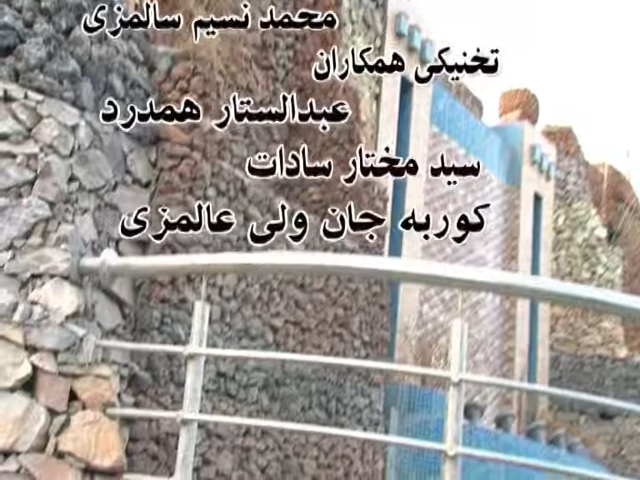 محمد نسیم سالمزی
تخنیکی همکاران
عبدالستار همدرد
سید مختار سادات
کوربه جان ولی عالمزی